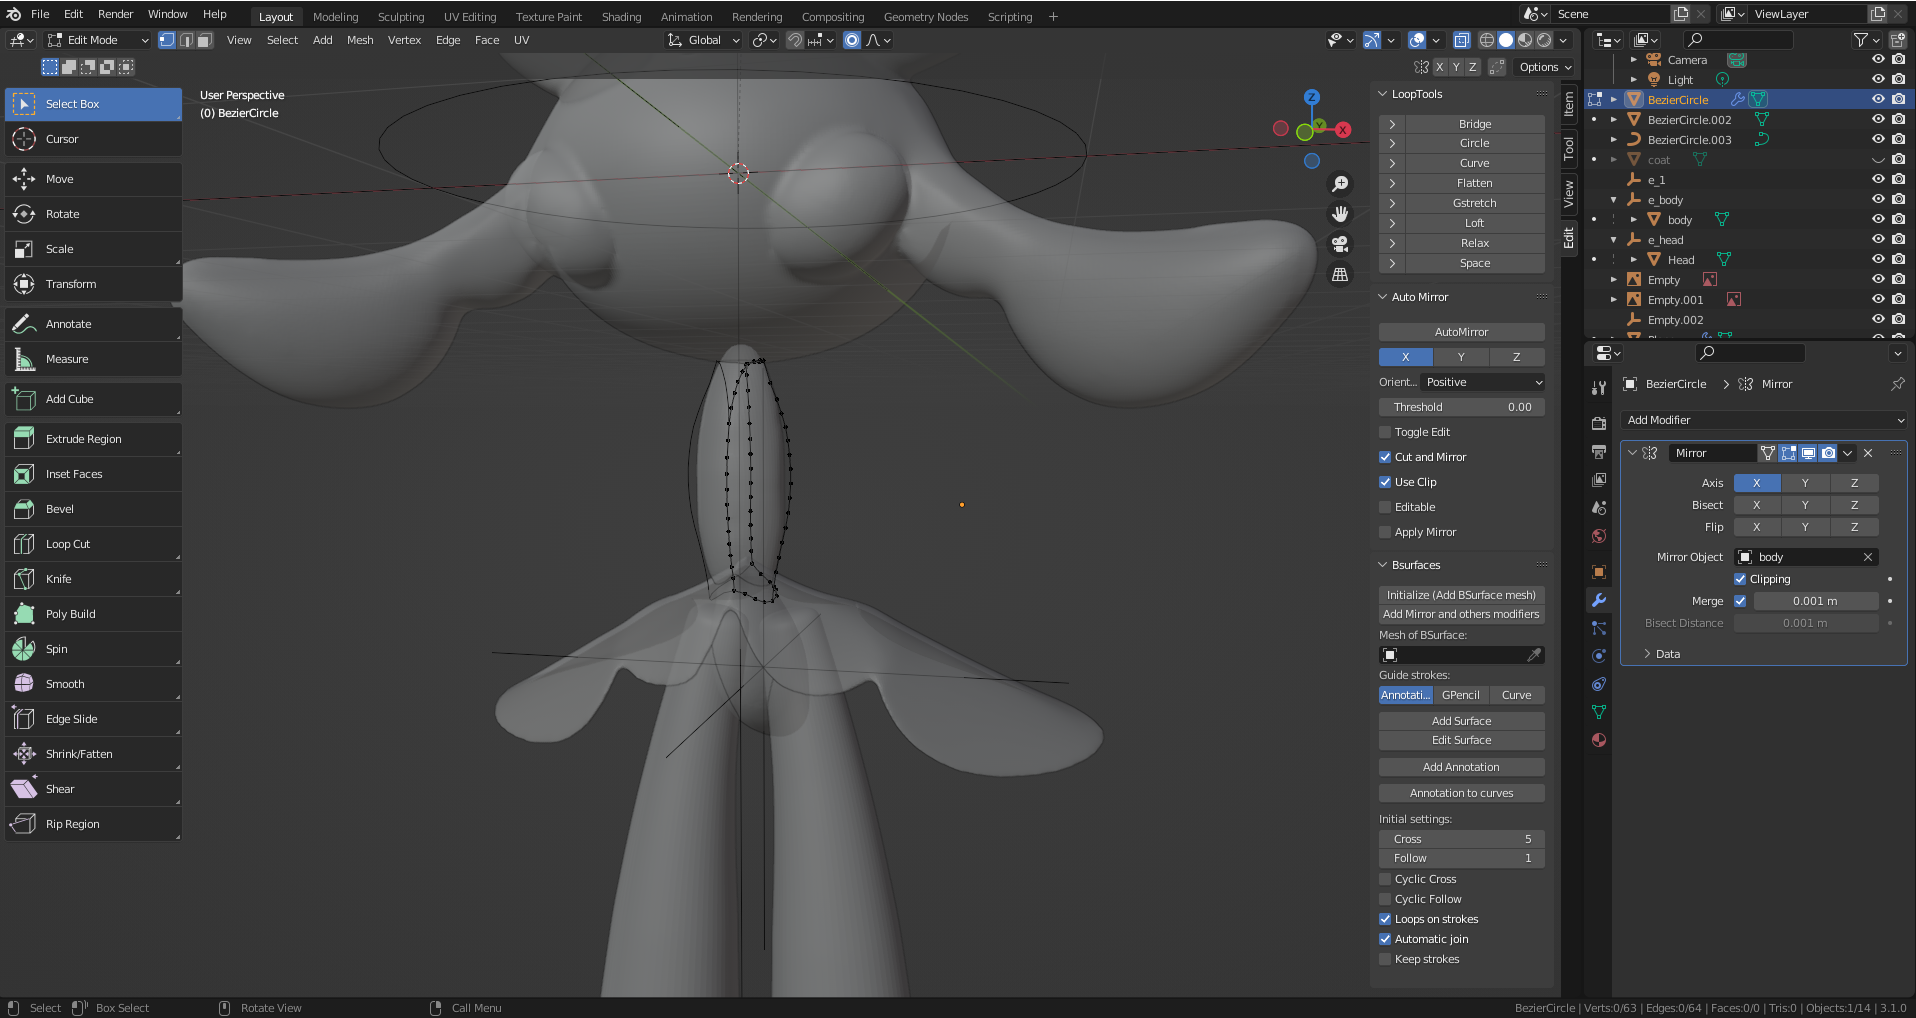 File Edit Render Window Help Layout Modeling Sculpting UV Editing Texture Paint Shading Animation Rendering Compositing Geometry Nodes Scripting + Scene ViewLayer
Edit Mode View Select Add Mesh Vertex Edge Face UV Global
X Y Z Options
User Perspective
(0) BezierCircle
Select Box
Cursor
Move
Rotate
Scale
Transform
Annotate
Measure
Add Cube
Extrude Region
Inset Faces
Bevel
Loop Cut
Knife
Poly Build
Spin
Smooth
Edge Slide
Shrink/Fatten
Shear
Rip Region
Z
Y
X
LoopTools
Bridge
Circle
Curve
Flatten
Gstretch
Loft
Relax
Space
Auto Mirror
AutoMirror
X Y Z
Orient... Positive
Threshold 0.00
Toggle Edit
Cut and Mirror
Use Clip
Editable
Apply Mirror
Bsurfaces
Initialize (Add BSurface mesh)
Add Mirror and others modifiers
Mesh of BSurface:
Guide strokes:
Annotati... GPencil Curve
Add Surface
Edit Surface
Add Annotation
Annotation to curves
Initial settings:
Cross 5
Follow 1
Cyclic Cross
Cyclic Follow
Loops on strokes
Automatic join
Keep strokes
Item
Tool
View
Edit
Camera
Light
BezierCircle
BezierCircle.002
BezierCircle.003
coat
e_1
e_body
body
e_head
Head
Empty
Empty.001
Empty.002
BezierCircle > Mirror
Add Modifier
Mirror
Axis X Y Z
Bisect X Y Z
Flip X Y Z
Mirror Object body
Clipping
Merge 0.001 m
Bisect Distance 0.001 m
Data
Select Box Select Rotate View Call Menu BezierCircle | Verts:0/63 | Edges:0/64 | Faces:0/0 | Tris:0 | Objects:1/14 | 3.1.0